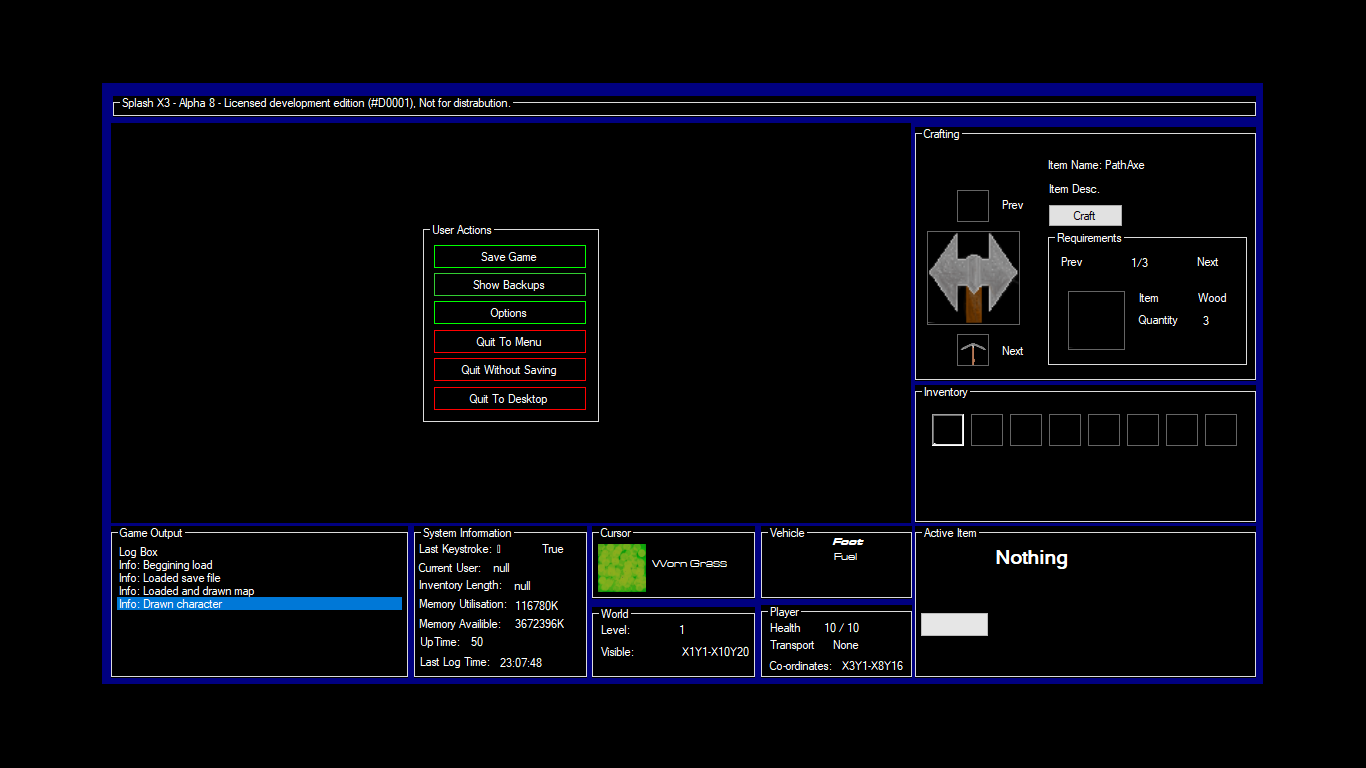 Splash X3 - Alpha 8 - Licensed development edition (#D0001), Not for distrabution.
User Actions
Save Game
Show Backups
Options
Quit To Menu
Quit Without Saving
Quit To Desktop
Crafting
Item Name: PathAxe
Item Desc.
Prev
Craft
Requirements
Prev 1/3 Next
Item Wood
Quantity 3
Next
Inventory
Game Output
Log Box
Info: Beggining load
Info: Loaded save file
Info: Loaded and drawn map
Info: Drawn character
System Information
Last Keystroke: True
Current User: null
Inventory Length: null
Memory Utilisation: 116780K
Memory Availible: 3672396K
UpTime: 50
Last Log Time: 23:07:48
Cursor
Worn Grass
World
Level: 1
Visible: X1Y1-X10Y20
Vehicle
Foot
Fuel
Player
Health 10 / 10
Transport None
Co-ordinates: X3Y1-X8Y16
Active Item
Nothing